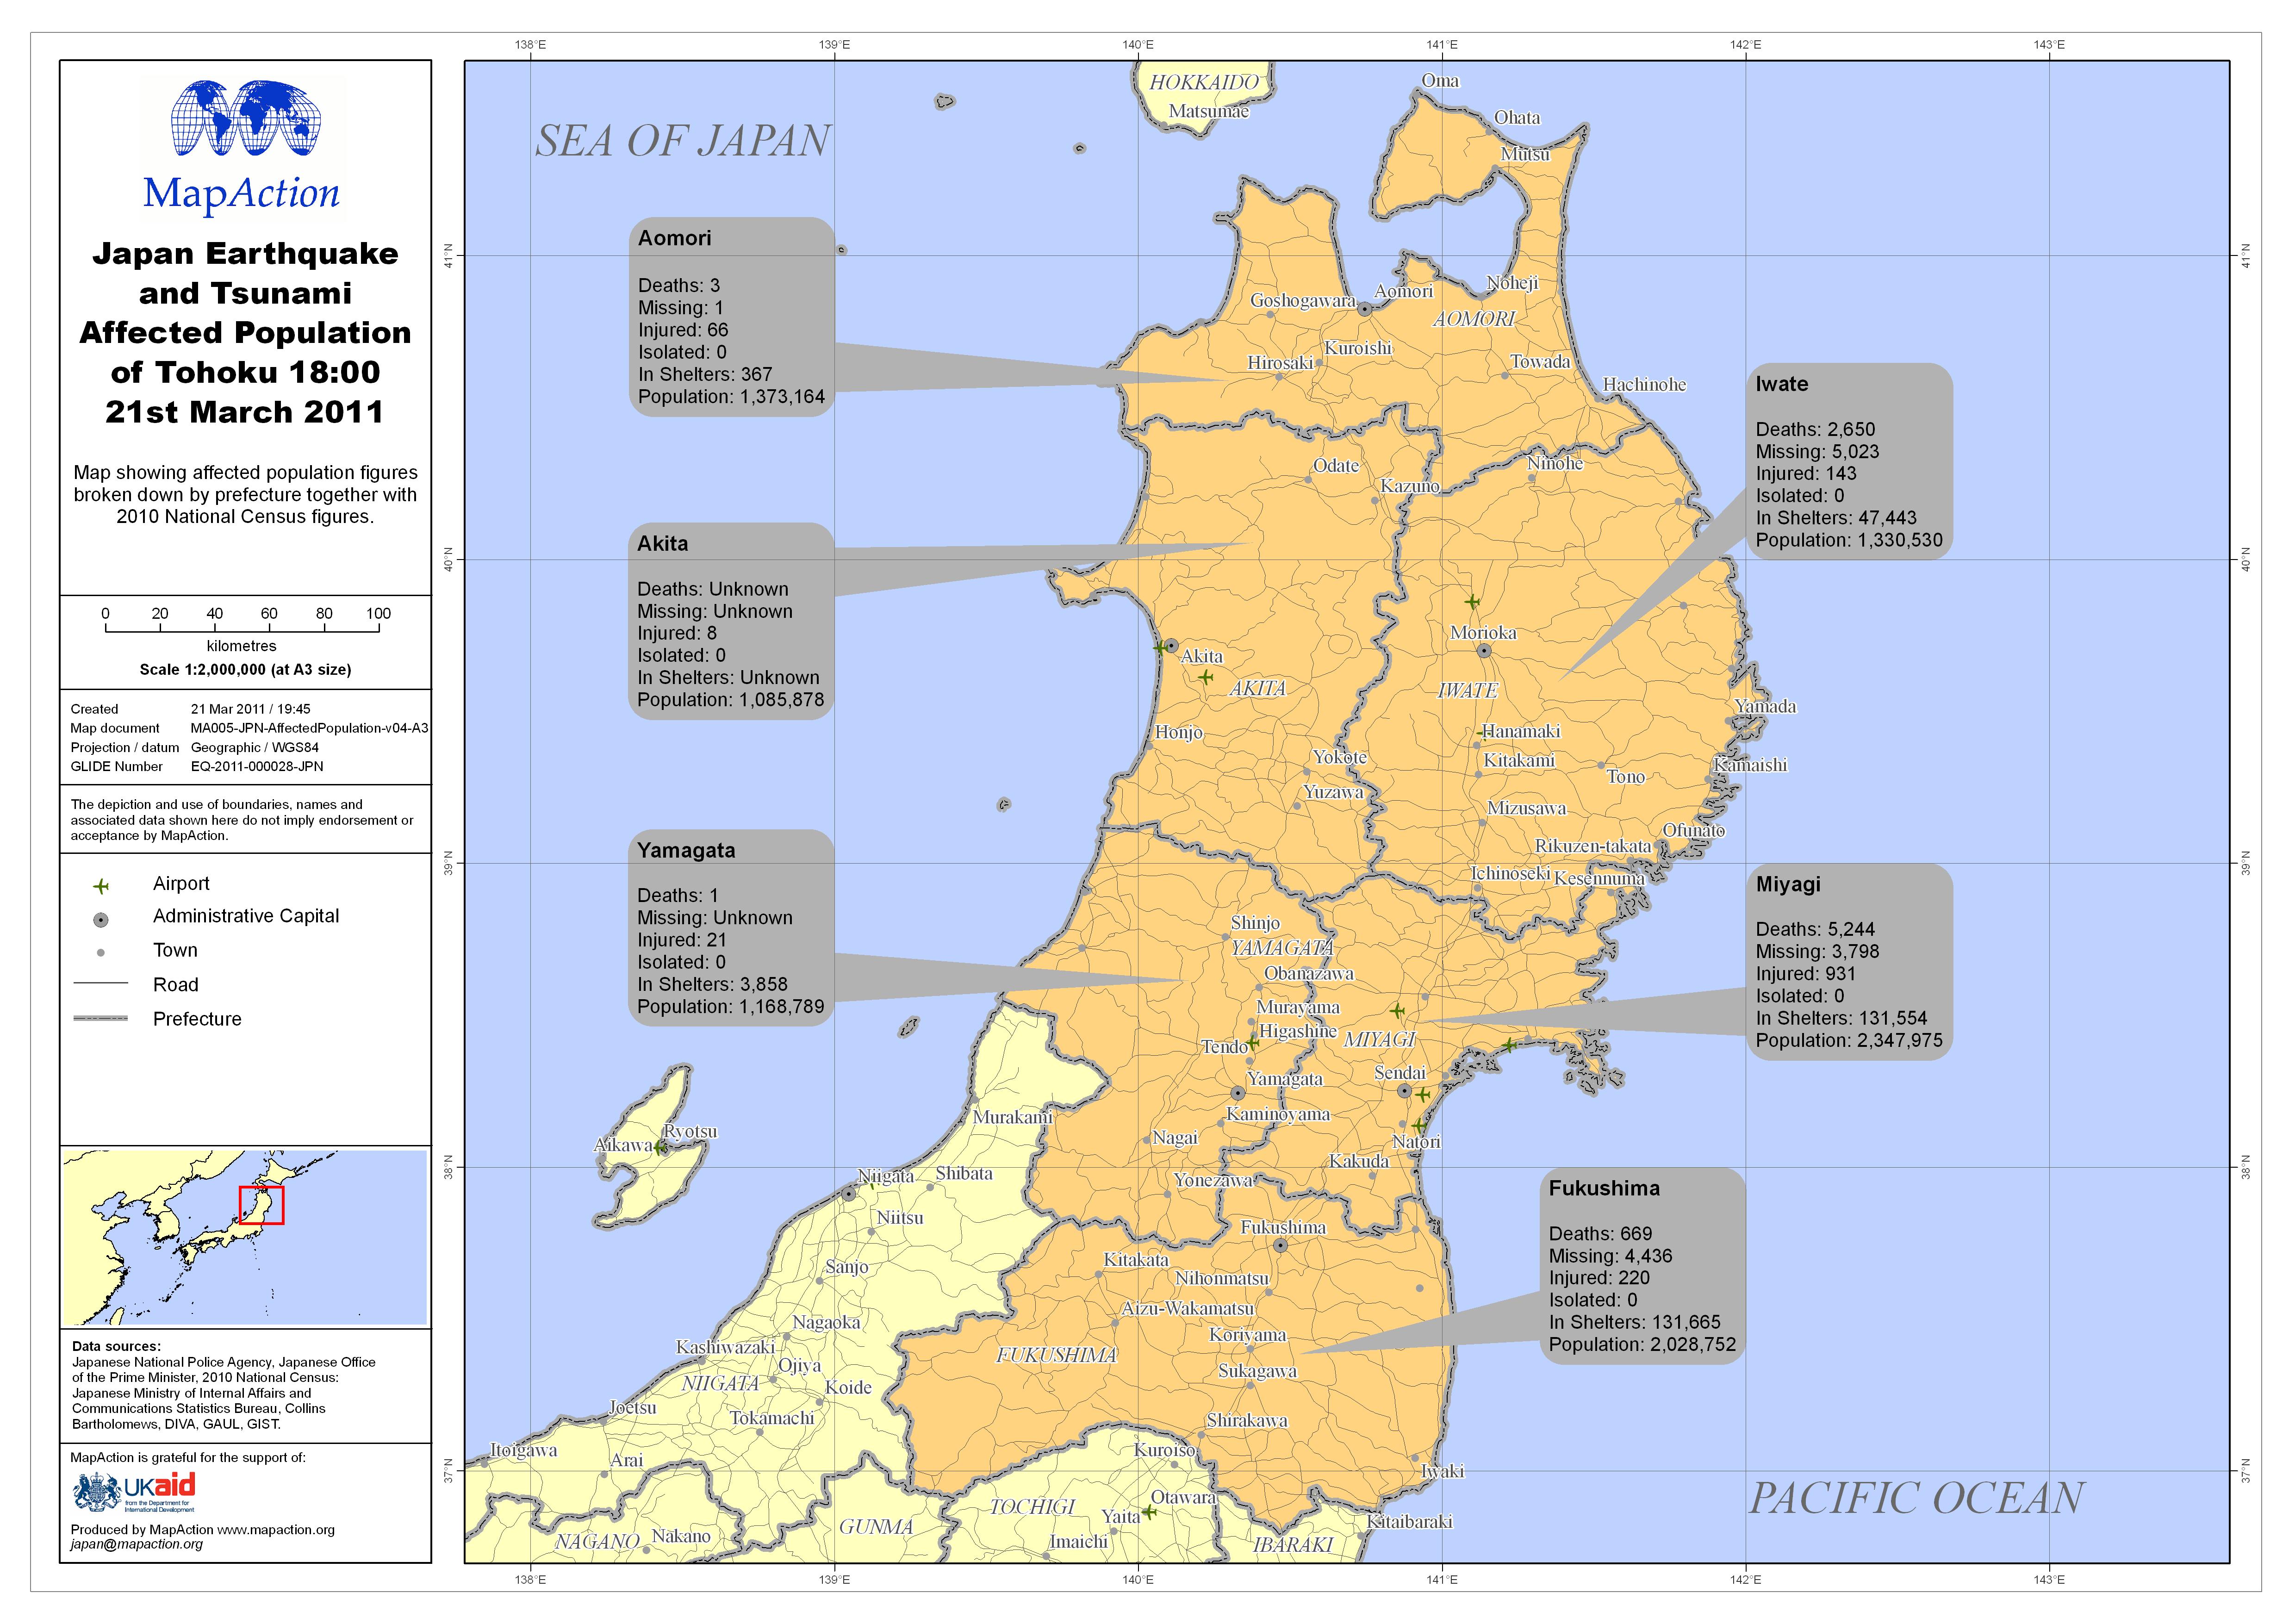 MapAction
Japan Earthquake
and Tsunami
Affected Population
of Tohoku 18:00
21st March 2011
Map showing affected population figures
broken down by prefecture together with
2010 National Census figures.
0 20 40 60 80 100
kilometres
Scale 1:2,000,000 (at A3 size)
Created 21 Mar 2011 / 19:45
Map document MA005-JPN-AffectedPopulation-v04-A3
Projection / datum Geographic / WGS84
GLIDE Number EQ-2011-000028-JPN
The depiction and use of boundaries, names and
associated data shown here do not imply endorsement or
acceptance by MapAction.
Airport
Administrative Capital
Town
Road
Prefecture
Data sources:
Japanese National Police Agency, Japanese Office
of the Prime Minister, 2010 National Census:
Japanese Ministry of Internal Affairs and
Communications Statistics Bureau, Collins
Bartholomews, DIVA, GAUL, GIST.
MapAction is grateful for the support of:
UKaid
from the Department for
International Development
Produced by MapAction www.mapaction.org
japan@mapaction.org
138°E 139°E 140°E 141°E 142°E 143°E
41°N
40°N
39°N
38°N
37°N
41°N
40°N
39°N
38°N
37°N
138°E 139°E 140°E 141°E 142°E 143°E
SEA OF JAPAN
HOKKAIDO
Matsumae
Oma
Ohata
Mutsu
Aomori
Deaths: 3
Missing: 1
Injured: 66
Isolated: 0
In Shelters: 367
Population: 1,373,164
Noheji
Aomori
Goshogawara
AOMORI
Kuroishi
Hirosaki
Towada
Hachinohe
Iwate
Deaths: 2,650
Missing: 5,023
Injured: 143
Isolated: 0
In Shelters: 47,443
Population: 1,330,530
Odate
Ninohe
Kazuno
Akita
Deaths: Unknown
Missing: Unknown
Injured: 8
Isolated: 0
In Shelters: Unknown
Population: 1,085,878
Morioka
Akita
AKITA
IWATE
Yamada
Honjo
Hanamaki
Yokote
Kitakami
Kamaishi
Tono
Yuzawa
Mizusawa
Ofunato
Rikuzen-takata
Ichinoseki
Kesennuma
Yamagata
Deaths: 1
Missing: Unknown
Injured: 21
Isolated: 0
In Shelters: 3,858
Population: 1,168,789
Miyagi
Deaths: 5,244
Missing: 3,798
Injured: 931
Isolated: 0
In Shelters: 131,554
Population: 2,347,975
Shinjo
YAMAGATA
Obanazawa
Murayama
Higashine
MIYAGI
Tendo
Sendai
Yamagata
Kaminoyama
Murakami
Ryotsu
Aikawa
Nagai
Natori
Kakuda
Shibata
Niigata
Yonezawa
Niitsu
Fukushima
Fukushima
Deaths: 669
Missing: 4,436
Injured: 220
Isolated: 0
In Shelters: 131,665
Population: 2,028,752
Kitakata
Sanjo
Nihonmatsu
Aizu-Wakamatsu
Nagaoka
Koriyama
Kashiwazaki
FUKUSHIMA
Ojiya
Sukagawa
NIIGATA
Koide
Joetsu
Tokamachi
Shirakawa
Itoigawa
Kuroiso
Arai
Iwaki
Otawara
PACIFIC OCEAN
TOCHIGI
Yaita
Kitaibaraki
GUNMA
Nakano
NAGANO
Imaichi
IBARAKI